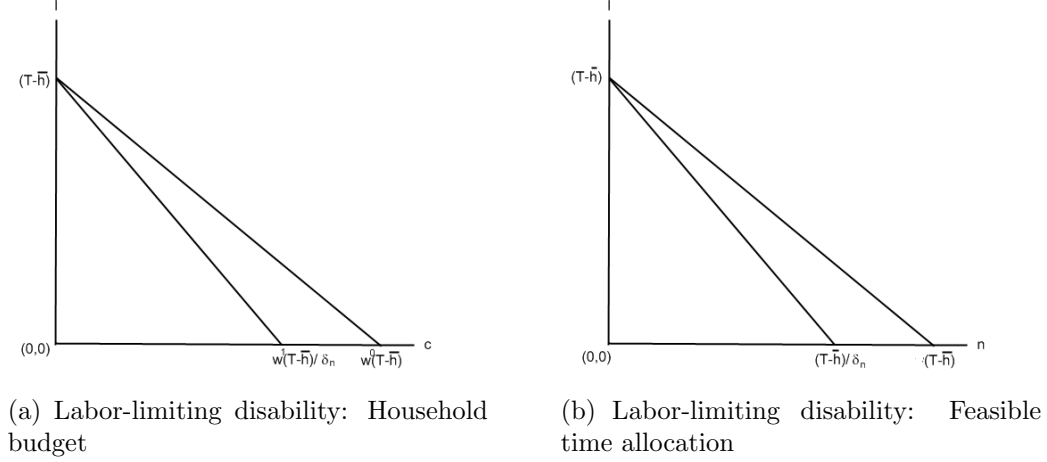 (T-h̅)
(0,0)
w¹(T-h̅)/ δₙ
w⁰(T-h̅)
c
(a) Labor-limiting disability: Household
budget
(T-h̅)
(0,0)
(T-h̅)/ δₙ
(T-h̅)
n
(b) Labor-limiting disability: Feasible
time allocation